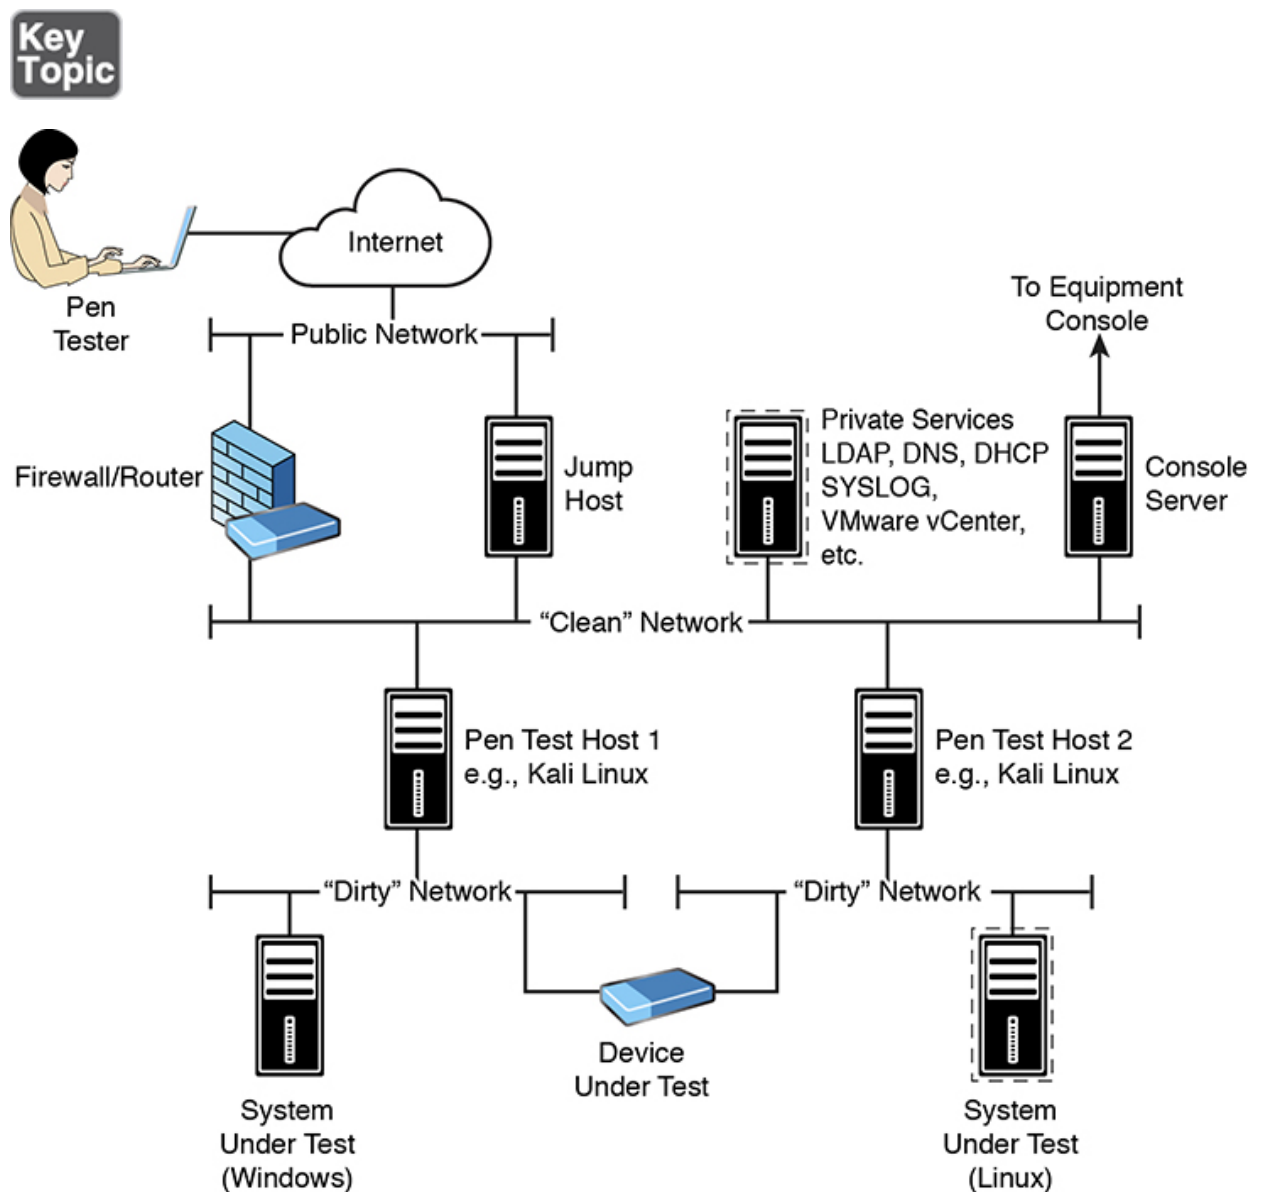 Key
Topic
Internet
Pen
Tester
Public Network
To Equipment
Console
Firewall/Router
Jump
Host
Private Services
LDAP, DNS, DHCP
SYSLOG,
VMware vCenter,
etc.
Console
Server
“Clean” Network
Pen Test Host 1
e.g., Kali Linux
Pen Test Host 2
e.g., Kali Linux
“Dirty” Network
“Dirty” Network
Device
Under Test
System
Under Test
(Windows)
System
Under Test
(Linux)